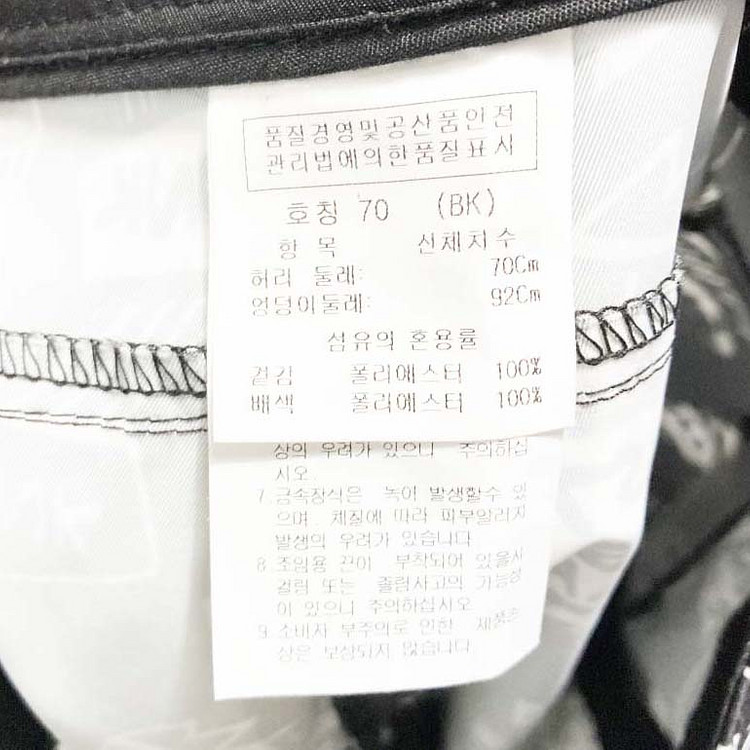 품질경영및공산품안전
관리법에의한품질표시
호칭 70 (BK)
항 목 신체치수
허리 둘레: 70Cm
엉덩이둘레: 92Cm
섬유의 혼용률
겉감 폴리에스터 100%
배색 폴리에스터 100%
상의 우려가 있으니 주의하십
시오
7.금속장식은 녹이 발생할수 있
으며 체질에 따라 피부알러지
발생의 우려가 있습니다
8.조임용 끈이 부착되어 있을시
걸림 또는 졸림사고의 가능성
이 있으니 주의하십시오
9.소비자 부주의로 인한 제품손
상은 보상되지 않습니다